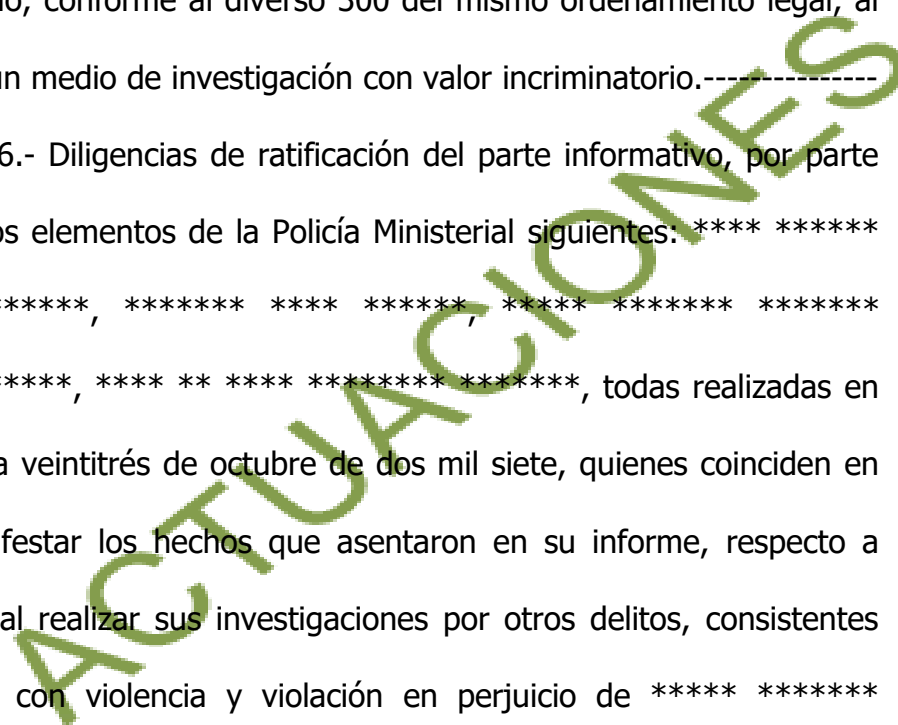 no, conforme al diverso 300 del mismo ordenamiento legal, al
un medio de investigación con valor incriminatorio.----------------
6.- Diligencias de ratificación del parte informativo, por parte
os elementos de la Policía Ministerial siguientes: **** ******
******, ******* **** ******, ***** ******* *******
*****, **** ** **** ******** *******, todas realizadas en
a veintitrés de octubre de dos mil siete, quienes coinciden en
ifestar los hechos que asentaron en su informe, respecto a
al realizar sus investigaciones por otros delitos, consistentes
con violencia y violación en perjuicio de ***** *******
ACTUACIONES